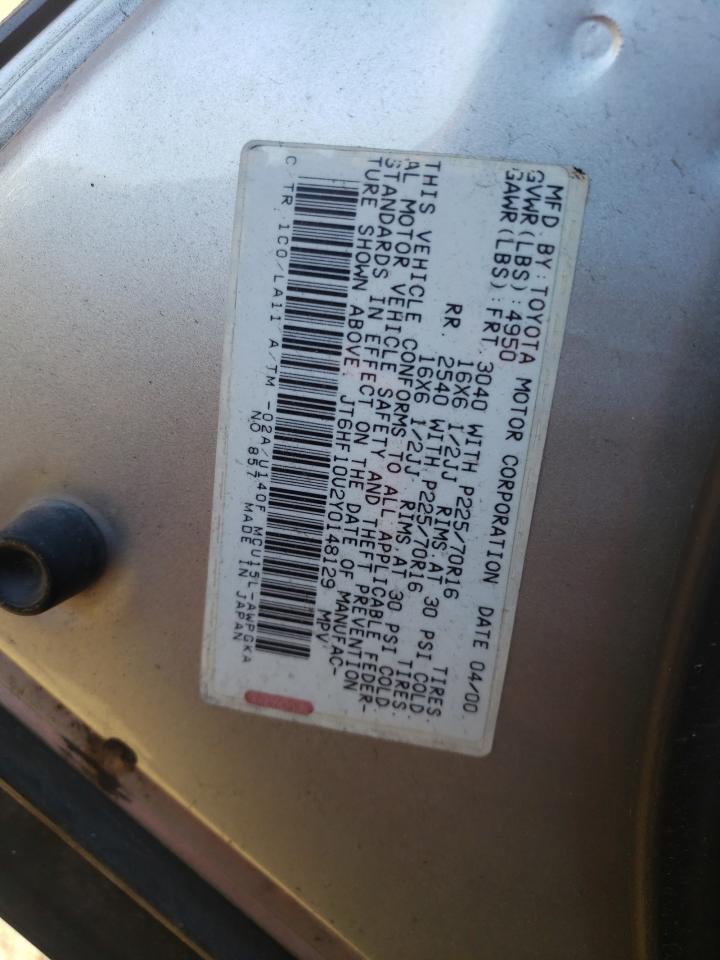 MFD.BY:TOYOTA MOTOR CORPORATION DATE 04/00
GVWR(LBS):4950
GAWR(LBS):FRT. 3040 WITH P225/70R16 TIRES
16X6 1/2JJ RIMS AT 30 PSI COLD.
RR. 2540 WITH P225/70R16 TIRES.
16X6 1/2JJ RIMS AT 30 PSI COLD.
THIS VEHICLE CONFORMS TO ALL APPLICABLE FEDER-
AL MOTOR VEHICLE SAFETY AND THEFT PREVENTION
STANDARDS IN EFFECT ON THE DATE OF MANUFAC-
TURE SHOWN ABOVE. JT6HF10U2Y0148129 MPV
C/TR 1C0/LA11 A/TM -02A/U140F MCU15L-AWPGKA
NO.857 MADE IN JAPAN